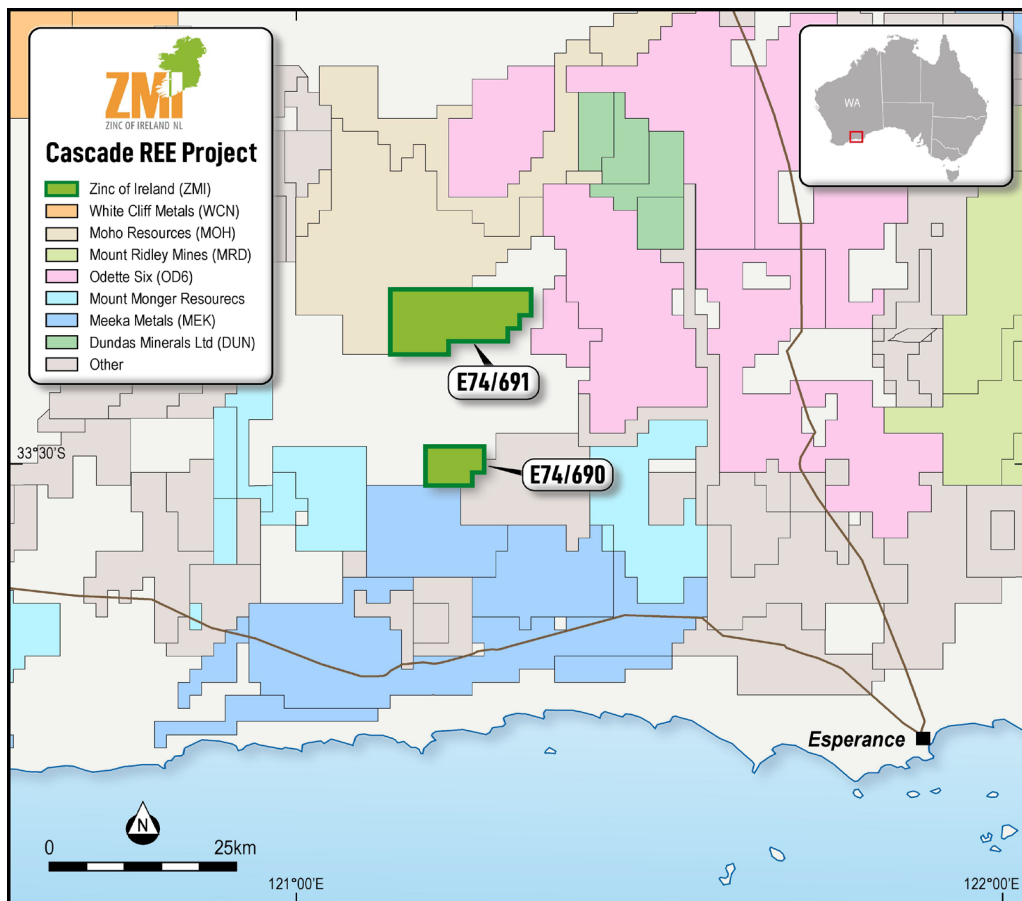 ZMI
ZINC OF IRELAND NL
Cascade REE Project
Zinc of Ireland (ZMI)
White Cliff Metals (WCN)
Moho Resources (MOH)
Mount Ridley Mines (MRD)
Odette Six (OD6)
Mount Monger Resourecs
Meeka Metals (MEK)
Dundas Minerals Ltd (DUN)
Other
WA
E74/691
33°30'S
E74/690
Esperance
N
0 25km
121°00'E
122°00'E